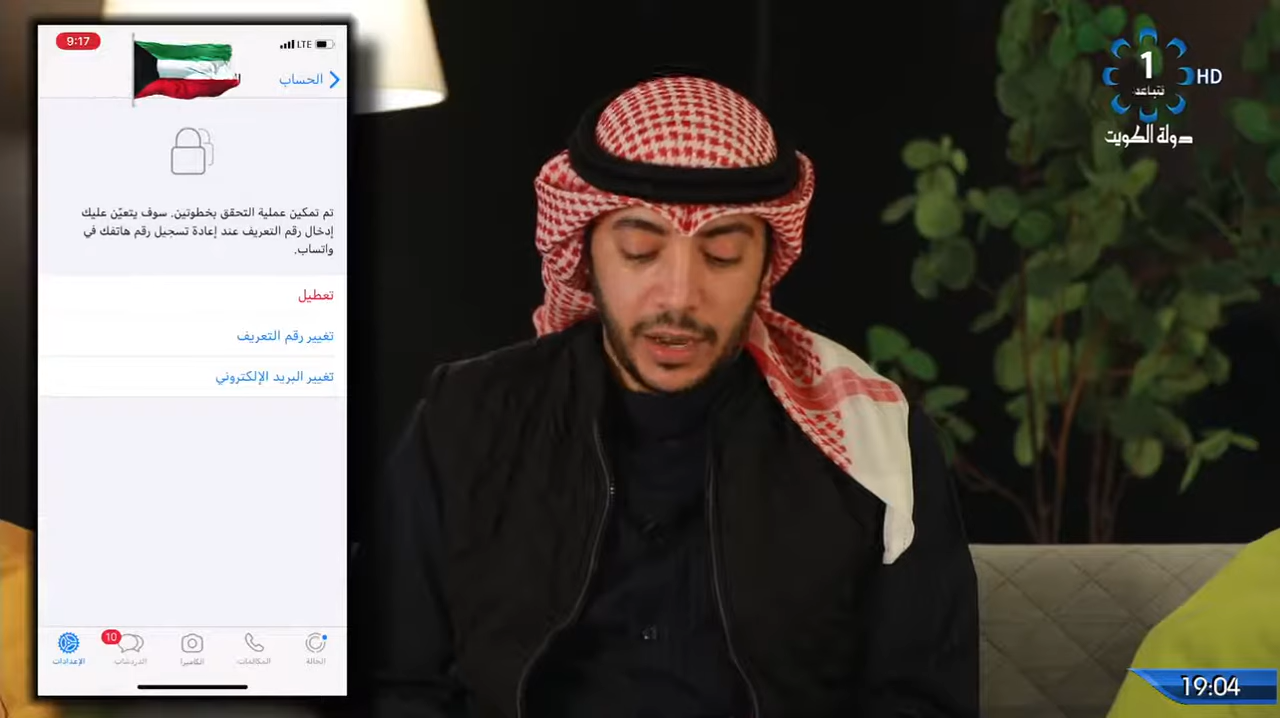 9:17
LTE
الحساب
تم تمكين عملية التحقق بخطوتين. سوف يتعيّن عليك
إدخال رقم التعريف عند إعادة تسجيل رقم هاتفك في
واتساب.
تعطيل
تغيير رقم التعريف
تغيير البريد الإلكتروني
الحالة
المكالمات
الكاميرا
10
الدردشات
الإعدادات
1
نتباعد
HD
دولة الكويت
19:04